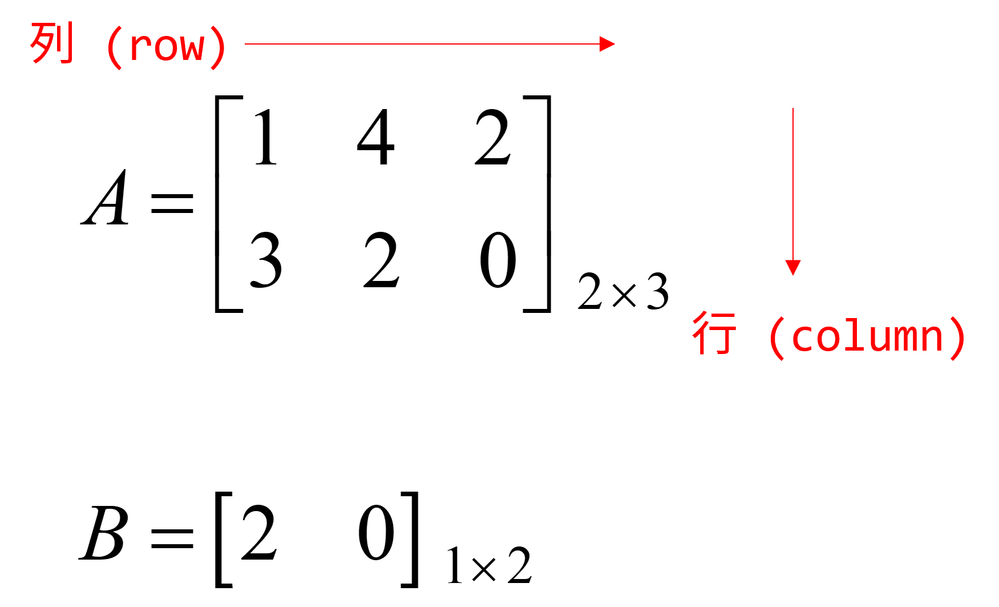 列 (row)
A = [1 4 2
3 2 0] 2×3
行 (column)
B = [2 0] 1×2